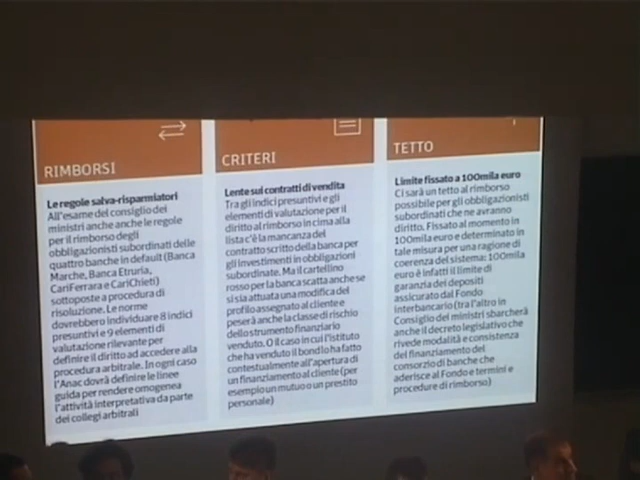 RIMBORSI
Le regole salva-risparmiatori
All'esame del consiglio dei
ministri anche anche le regole
per il rimborso degli
obbligazionisti subordinati delle
quattro banche in default (Banca
Marche, Banca Etruria,
CariFerrara e CariChieti)
sottoposte a procedura di
risoluzione. Le norme
dovrebbero individuare 8 indici
presuntivi e 9 elementi di
valutazione rilevante per
definire il diritto ad accedere alla
procedura arbitrale. In ogni caso
l'Anac dovrà definire le linee
guida per rendere omogenea
l'attività interpretativa da parte
dei collegi arbitrali
CRITERI
Lente sui contratti di vendita
Tra gli indici presuntivi e gli
elementi di valutazione per il
diritto al rimborso in cima alla
lista c'è la mancanza del
contratto scritto della banca per
gli investimenti in obbligazioni
subordinate. Ma il cartellino
rosso per la banca scatta anche se
si sia attuata una modifica del
profilo assegnato al cliente e
peserà anche la classe di rischio
dello strumento finanziario
venduto. O il caso in cui l'istituto
che ha venduto il bond lo ha fatto
contestualmente all'apertura di
un finanziamento al cliente (per
esempio un mutuo o un prestito
personale)
TETTO
Limite fissato a 100mila euro
Ci sarà un tetto al rimborso
possibile per gli obbligazionisti
subordinati che ne avranno
diritto. Fissato al momento in
100mila euro e determinato in
tale misura per una ragione di
coerenza del sistema: 100mila
euro è infatti il limite di
garanzia dei depositi
assicurato dal Fondo
interbancario (tra l'altro in
Consiglio dei ministri sbarcherà
anche il decreto legislativo che
rivede modalità e consistenza
del finanziamento del
consorzio di banche che
aderisce al Fondo e termini e
procedure di rimborso)